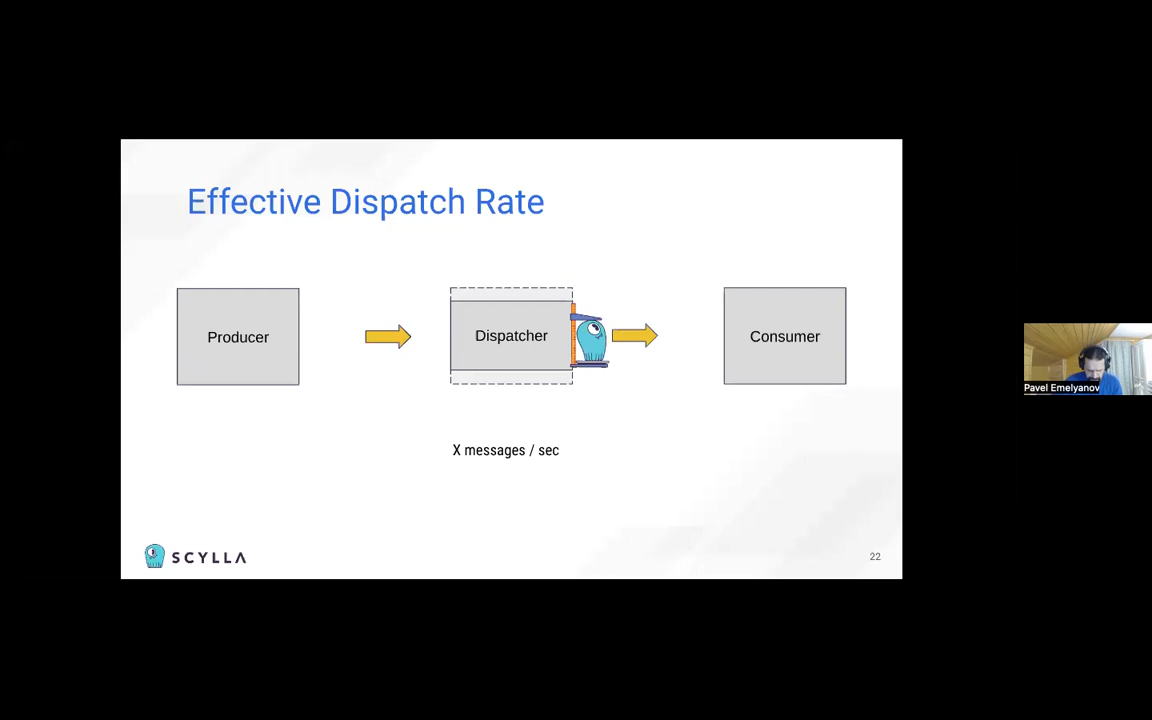 Effective Dispatch Rate
Producer
Dispatcher
Consumer
X messages / sec
SCYLLA
22
Pavel Emelyanov